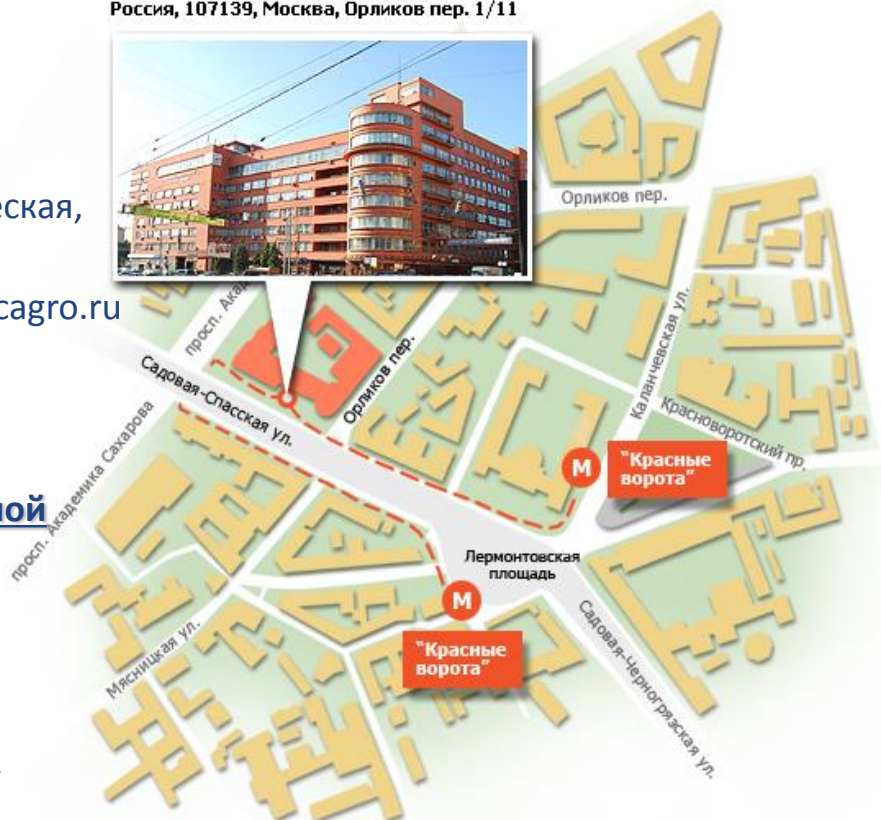 Россия, 107139, Москва, Орликов пер. 1/11
еская,
cagro.ru
ной
Орликов пер.
просп. Ака
Садовая-Спасская ул.
Орликов пер.
Каланчевская ул.
Красноворотский пр.
просп. Академика Сахарова
М
"Красные
ворота"
Лермонтовская
площадь
М
"Красные
ворота"
Мясницкая ул.
Садовая-Черногрязская ул.